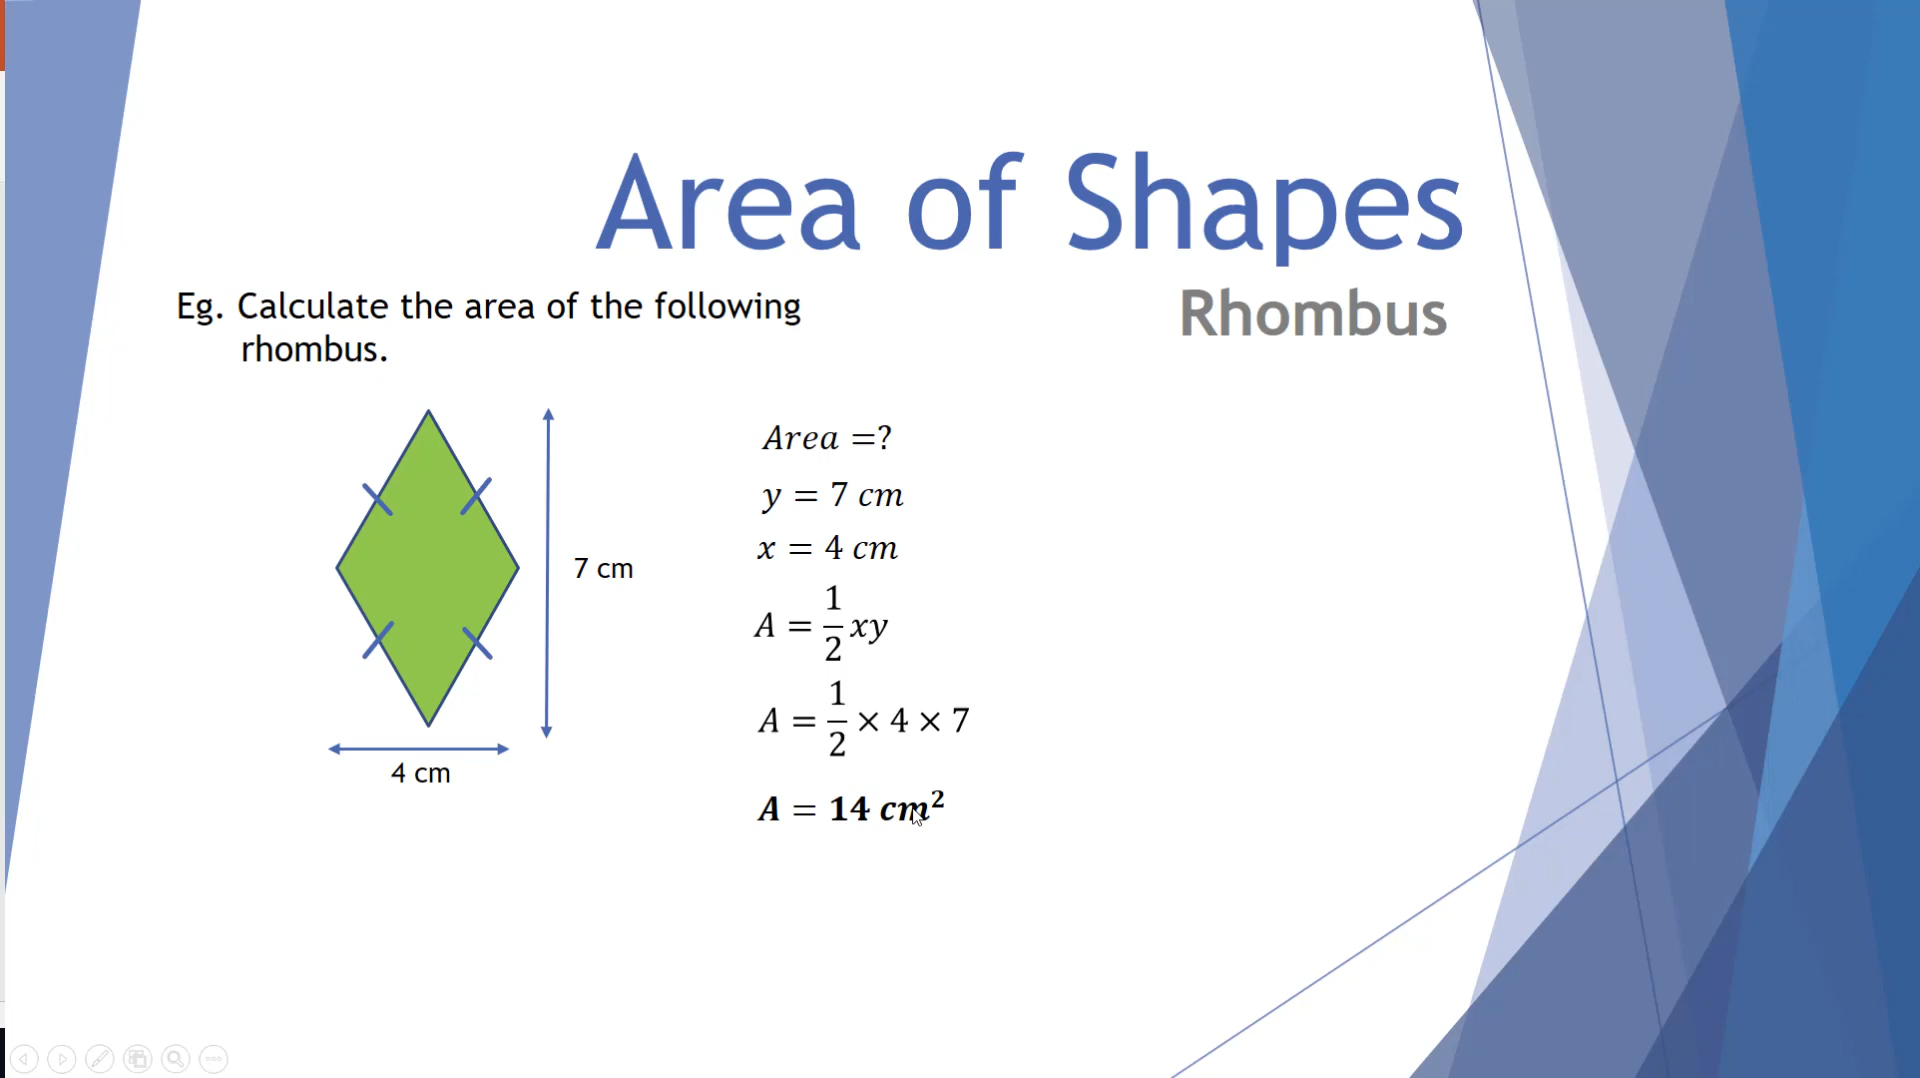 Area of Shapes
Rhombus
Eg. Calculate the area of the following
rhombus.
7 cm
4 cm
Area =?
y = 7 cm
x = 4 cm
A = 1/2 xy
A = 1/2 × 4 × 7
A = 14 cm²